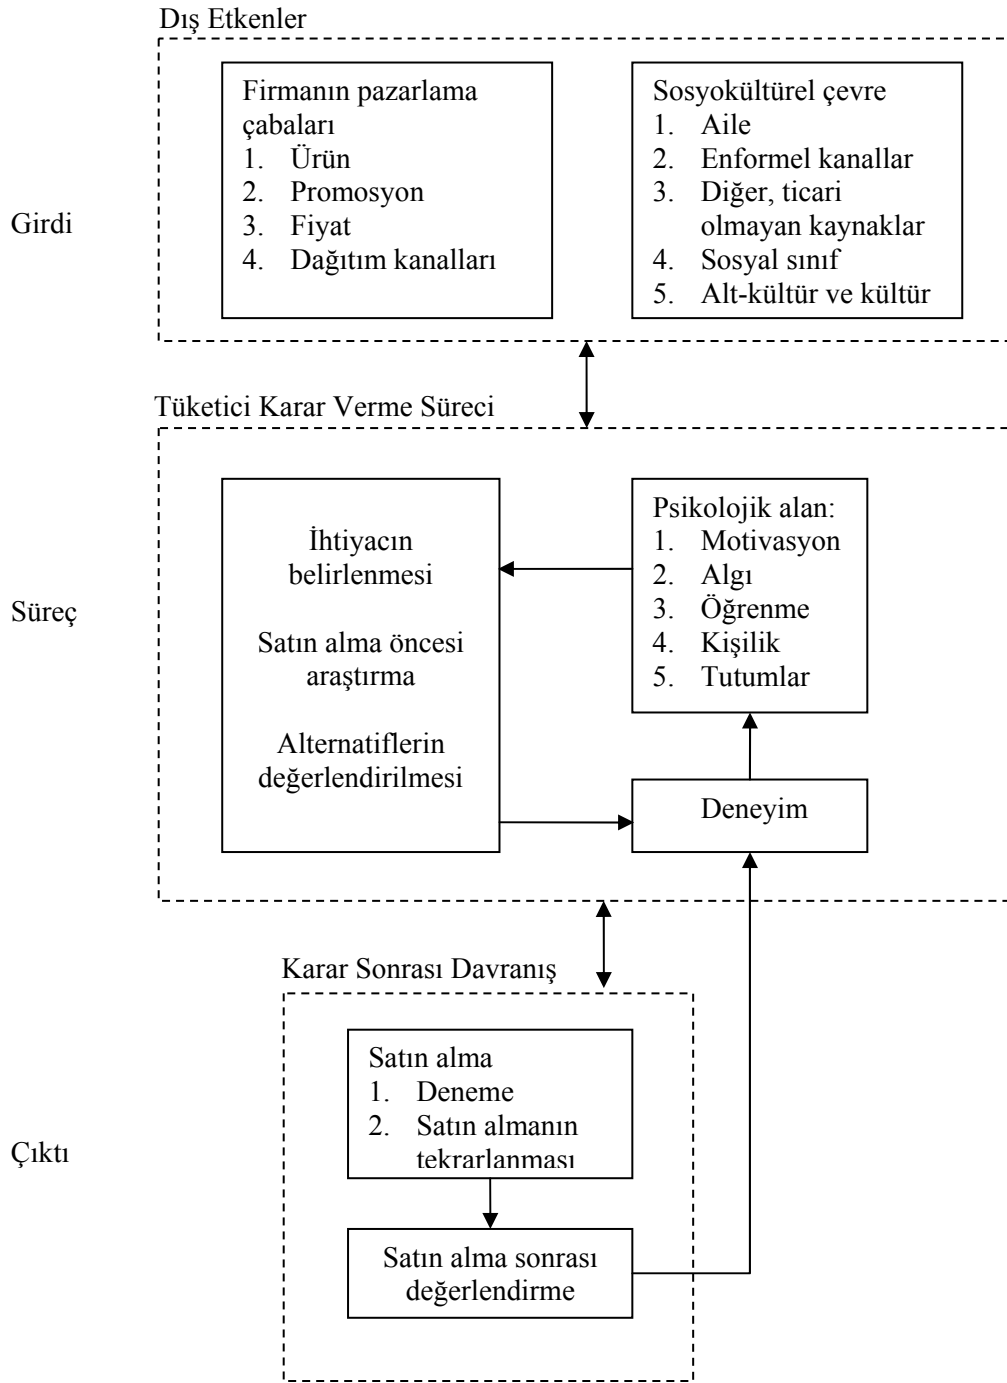 Dış Etkenler
Firmanın pazarlama
çabaları
1. Ürün
2. Promosyon
3. Fiyat
4. Dağıtım kanalları
Sosyokültürel çevre
1. Aile
2. Enformel kanallar
3. Diğer, ticari
olmayan kaynaklar
4. Sosyal sınıf
5. Alt-kültür ve kültür
Girdi
Tüketici Karar Verme Süreci
İhtiyacın
belirlenmesi
Satın alma öncesi
araştırma
Alternatiflerin
değerlendirilmesi
Psikolojik alan:
1. Motivasyon
2. Algı
3. Öğrenme
4. Kişilik
5. Tutumlar
Süreç
Deneyim
Karar Sonrası Davranış
Satın alma
1. Deneme
2. Satın almanın
tekrarlanması
Çıktı
Satın alma sonrası
değerlendirme